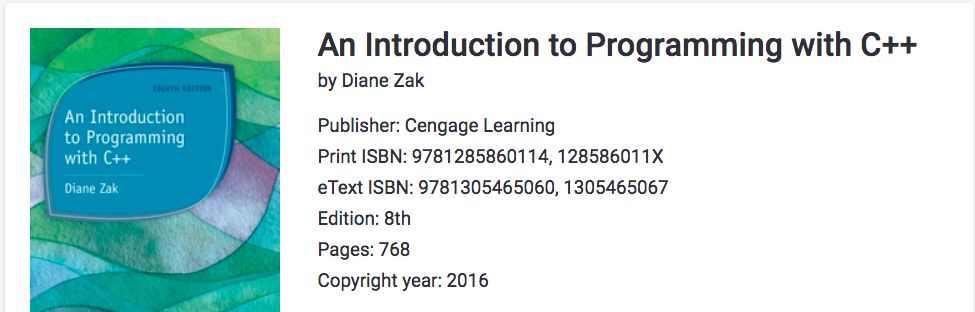 EIGHTH EDITION
An Introduction
to Programming
with C++
Diane Zak
An Introduction to Programming with C++
by Diane Zak
Publisher: Cengage Learning
Print ISBN: 9781285860114, 128586011X
eText ISBN: 9781305465060, 1305465067
Edition: 8th
Pages: 768
Copyright year: 2016